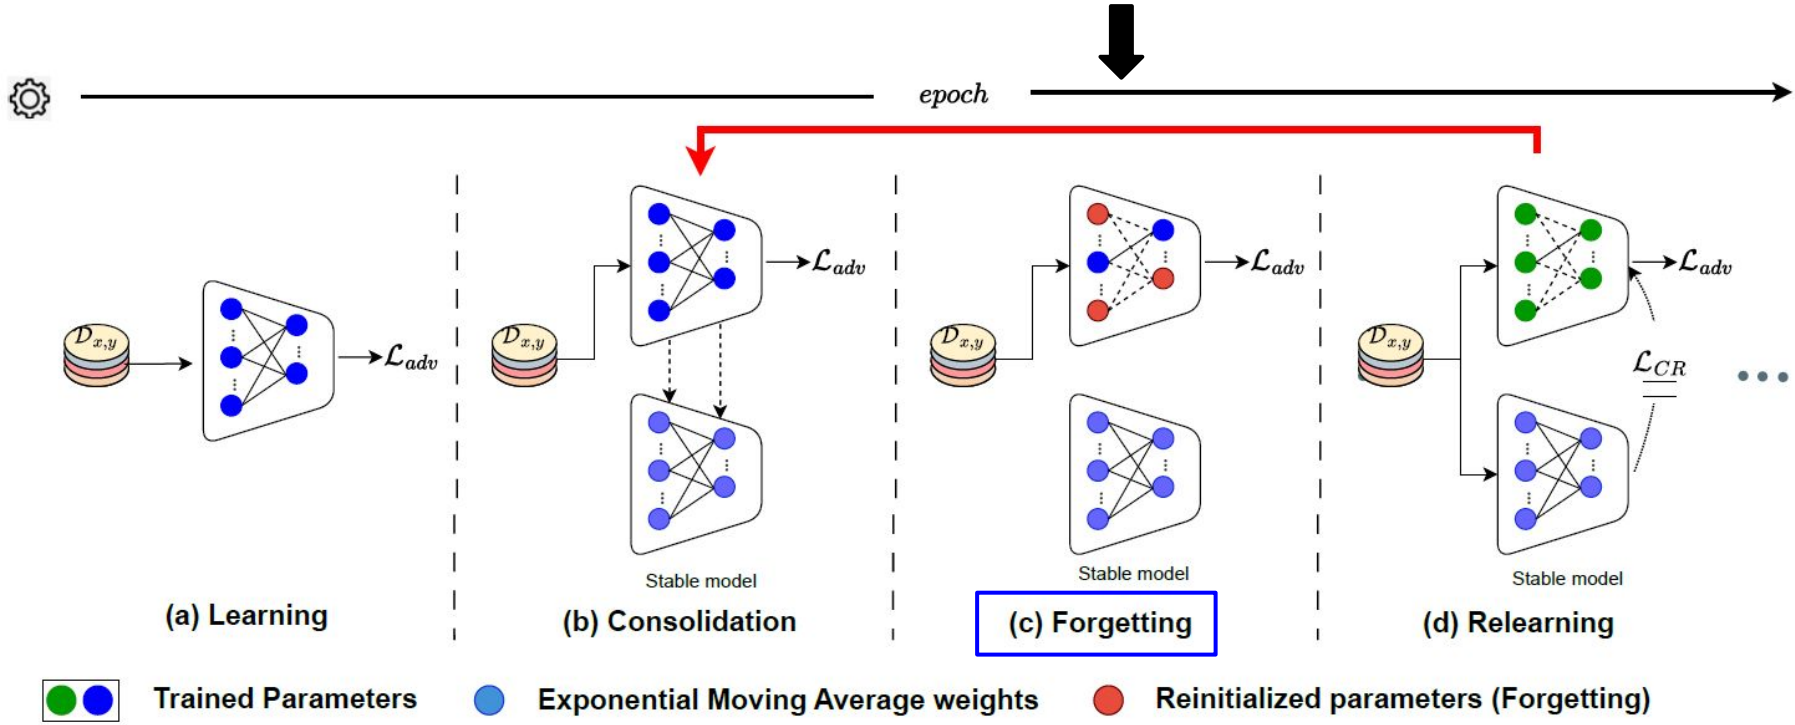 epoch
𝒟x,y
ℒadv
𝒟x,y
ℒadv
Stable model
𝒟x,y
ℒadv
Stable model
𝒟x,y
ℒadv
ℒCR
Stable model
(a) Learning
(b) Consolidation
(c) Forgetting
(d) Relearning
Trained Parameters
Exponential Moving Average weights
Reinitialized parameters (Forgetting)